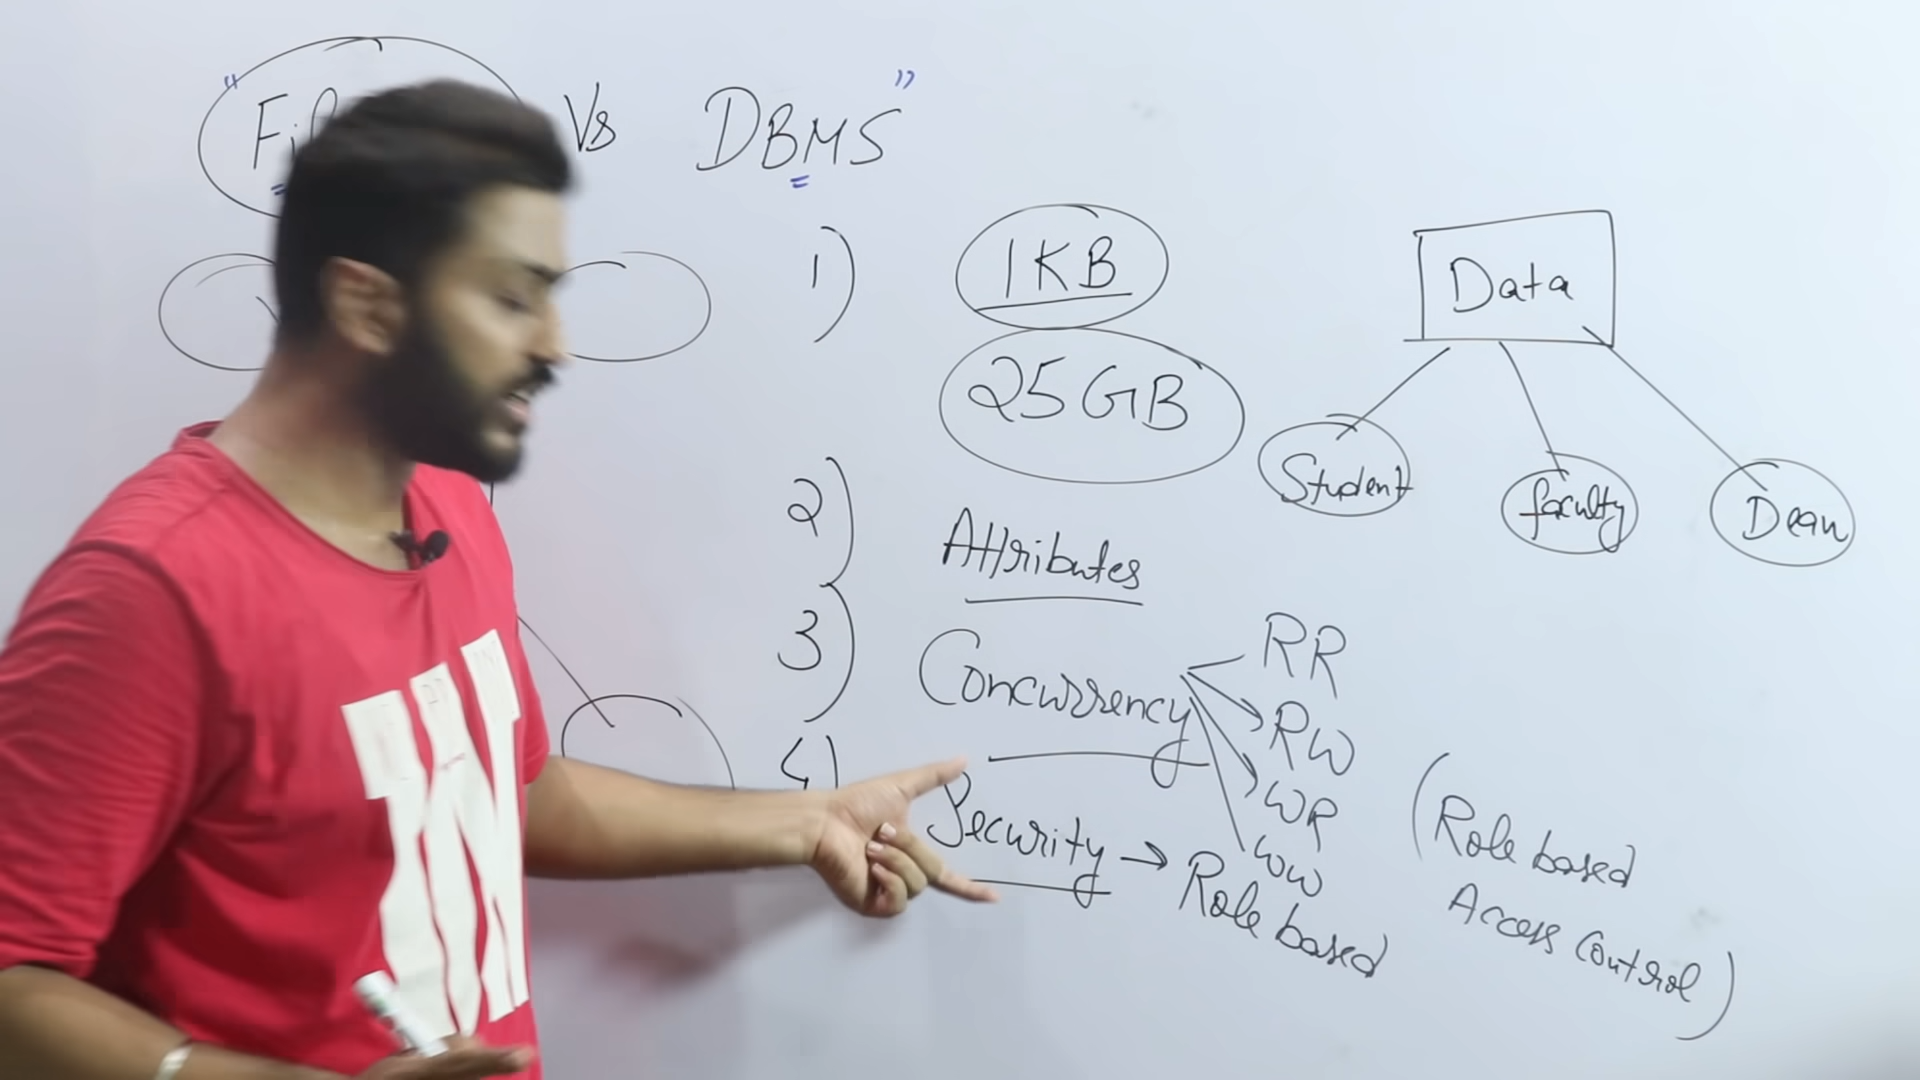 " Vs DBMS "
1) 1KB
25GB
2) Attributes
3) Concurrency
RR
RW
WR
WW
4) Security → Role based
(Role based
Access Control)
Data
Student faculty Dean